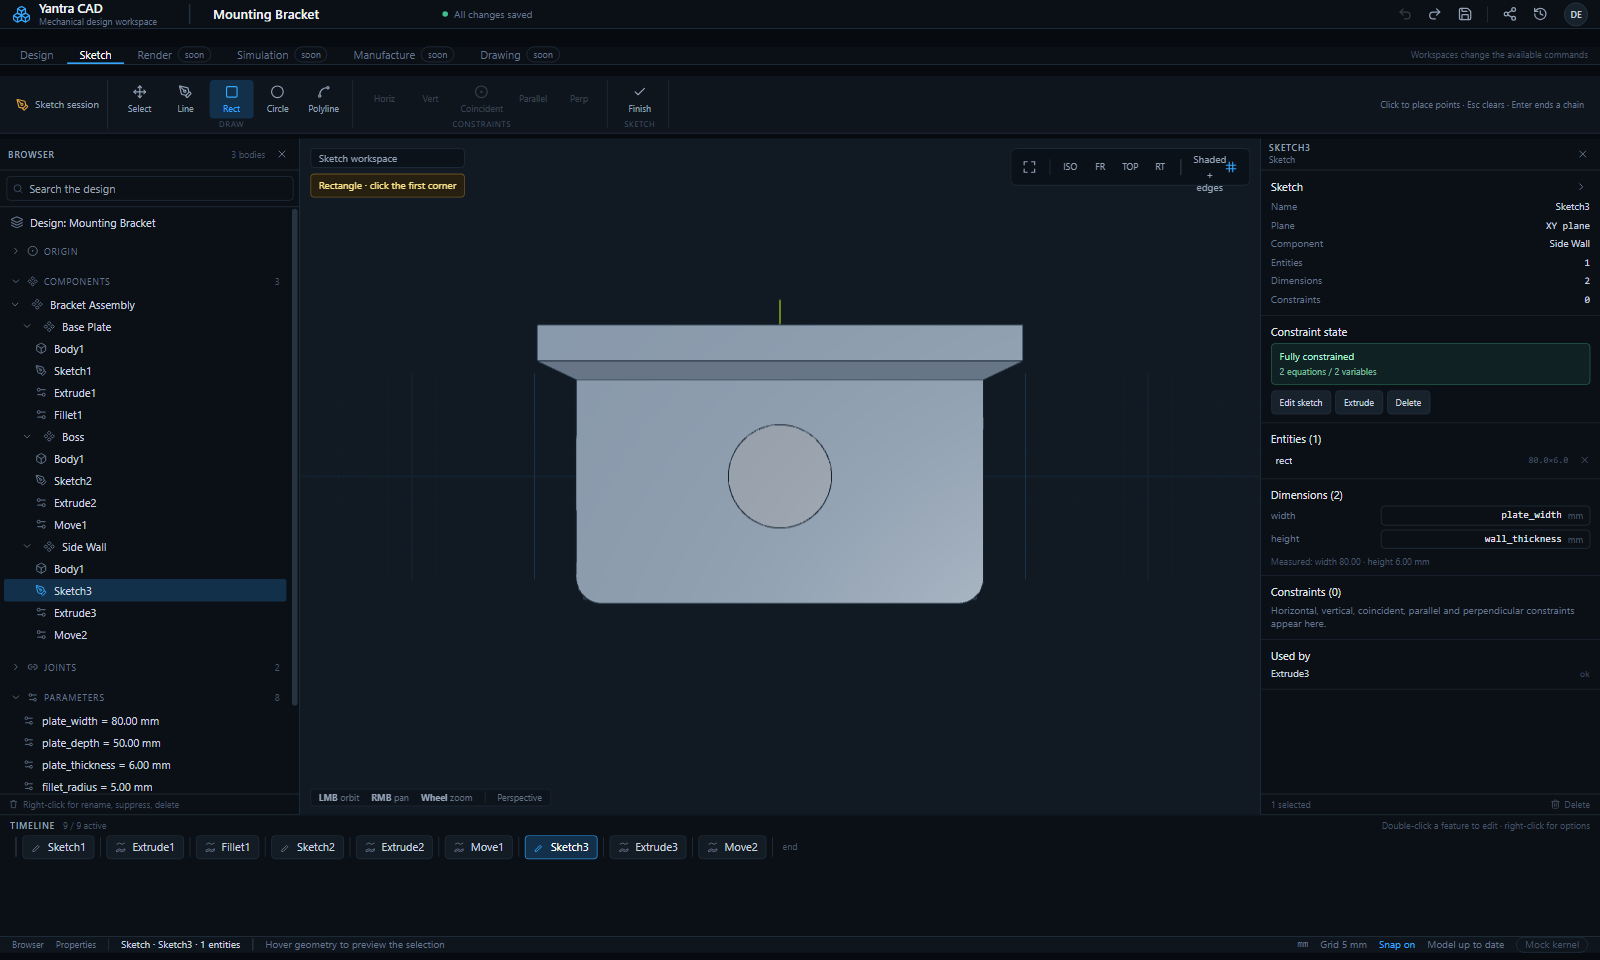 Yantra CAD
Mechanical design workspace
Mounting Bracket
All changes saved
DE
Design
Sketch
Render soon
Simulation soon
Manufacture soon
Drawing soon
Workspaces change the available commands
Sketch session
Select
Line
Rect
Circle
Polyline
DRAW
Horiz
Vert
Coincident
Parallel
Perp
CONSTRAINTS
Finish
SKETCH
Click to place points · Esc clears · Enter ends a chain
BROWSER
3 bodies
Search the design
Design: Mounting Bracket
ORIGIN
COMPONENTS 3
Bracket Assembly
Base Plate
Body1
Sketch1
Extrude1
Fillet1
Boss
Body1
Sketch2
Extrude2
Move1
Side Wall
Body1
Sketch3
Extrude3
Move2
JOINTS 2
PARAMETERS 8
plate_width = 80.00 mm
plate_depth = 50.00 mm
plate_thickness = 6.00 mm
fillet_radius = 5.00 mm
Right-click for rename, suppress, delete
Sketch workspace
Rectangle · click the first corner
ISO
FR
TOP
RT
Shaded
+
edges
LMB orbit
RMB pan
Wheel zoom
Perspective
SKETCH3
Sketch
Sketch
Name Sketch3
Plane XY plane
Component Side Wall
Entities 1
Dimensions 2
Constraints 0
Constraint state
Fully constrained
2 equations / 2 variables
Edit sketch
Extrude
Delete
Entities (1)
rect 80.0×6.0
Dimensions (2)
width plate_width mm
height wall_thickness mm
Measured: width 80.00 · height 6.00 mm
Constraints (0)
Horizontal, vertical, coincident, parallel and perpendicular constraints
appear here.
Used by
Extrude3 ok
1 selected
Delete
TIMELINE 9 / 9 active
Double-click a feature to edit · right-click for options
Sketch1
Extrude1
Fillet1
Sketch2
Extrude2
Move1
Sketch3
Extrude3
Move2
end
Browser
Properties
Sketch · Sketch3 · 1 entities
Hover geometry to preview the selection
mm
Grid 5 mm
Snap on
Model up to date
Mock kernel